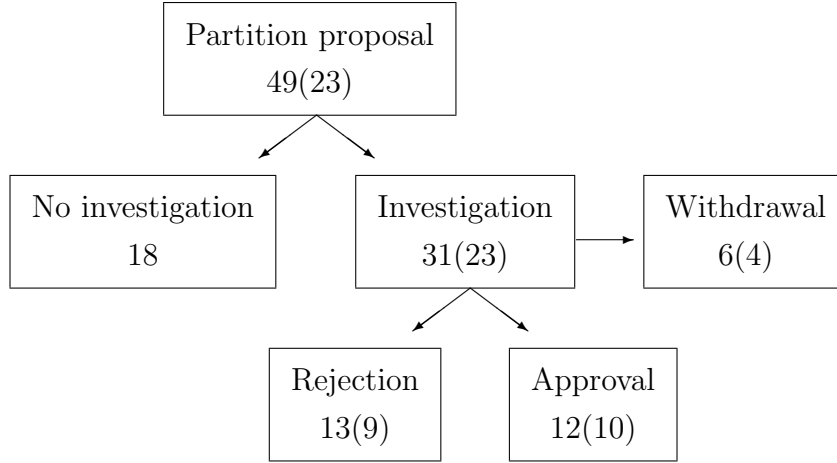 Partition proposal
49(23)
No investigation
18
Investigation
31(23)
Withdrawal
6(4)
Rejection
13(9)
Approval
12(10)